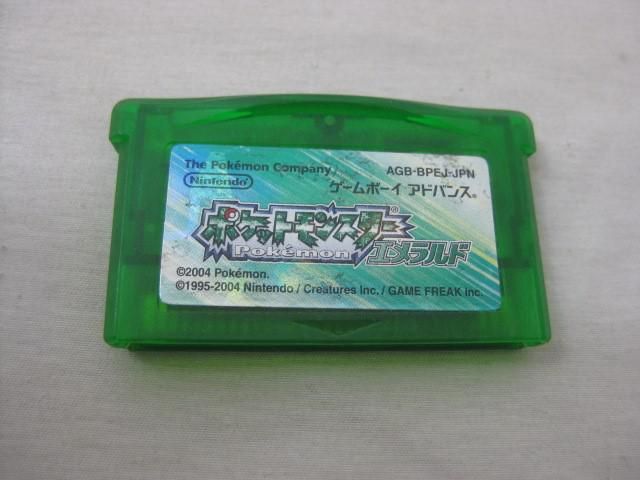 The Pokémon Company
AGB-BPEJ-JPN
Nintendo
ゲームボーイ アドバンス®
ポケットモンスター®
Pokémon
エメラルド
©2004 Pokémon.
©1995-2004 Nintendo / Creatures Inc. / GAME FREAK inc.